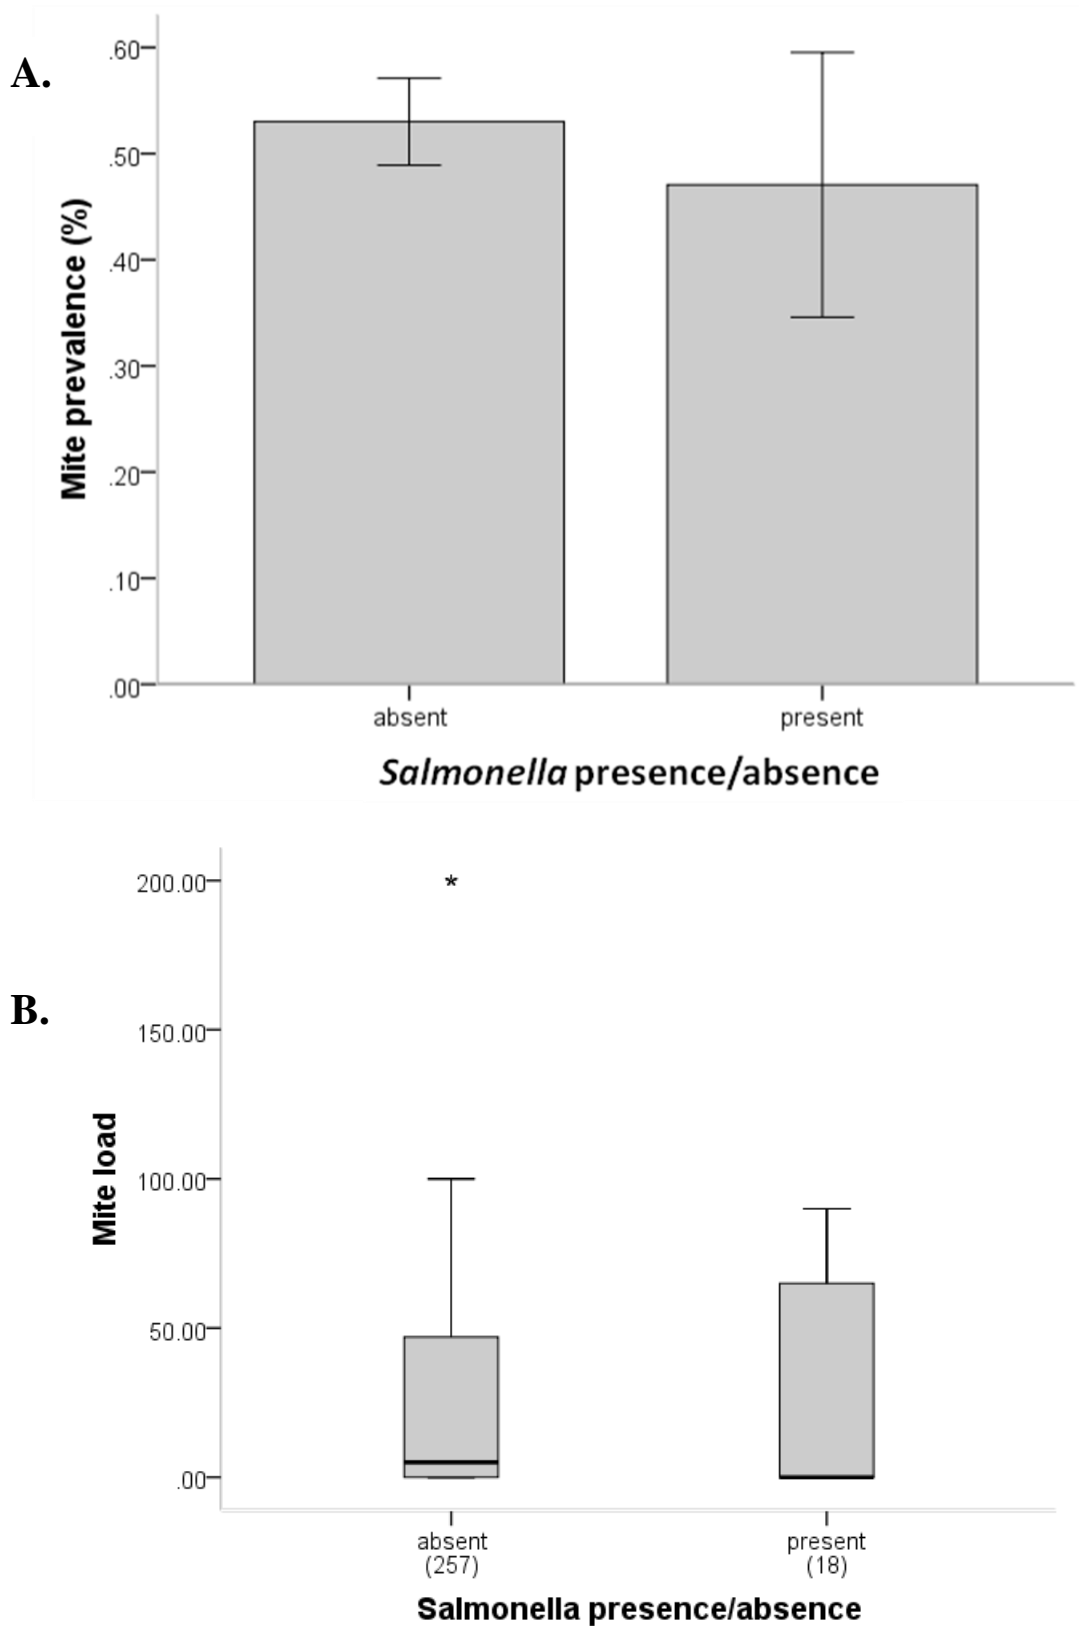 A.
.60
.50
.40
.30
.20
.10
.00
Mite prevalence (%)
absent present
Salmonella presence/absence
B.
200.00
*
150.00
100.00
50.00
.00
Mite load
absent present
(257) (18)
Salmonella presence/absence